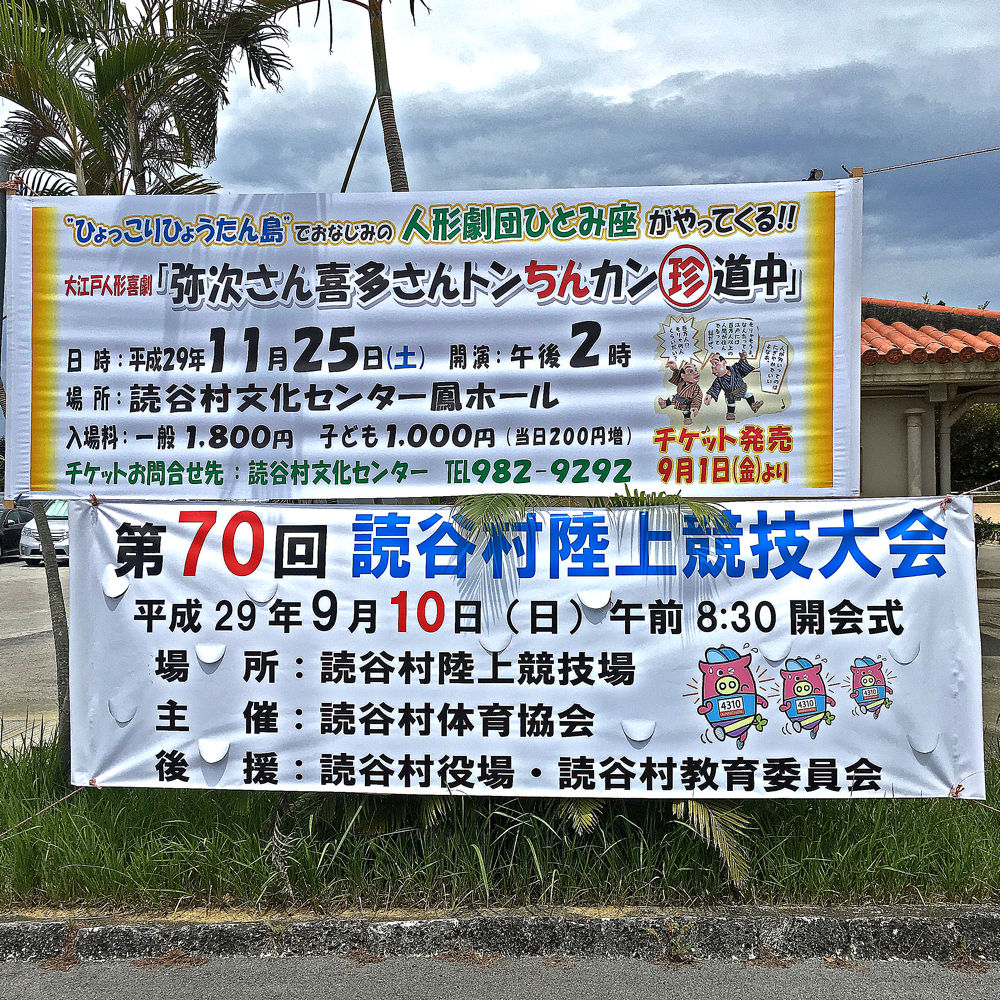 "ひょっこりひょうたん島"でおなじみの 人形劇団ひとみ座 がやってくる!!
大江戸人形喜劇「弥次さん喜多さんトンちんカン㊙珍道中」
日 時：平成29年11月25日(土) 開演：午後2時
場 所：読谷村文化センター鳳ホール
入場料：一般1.800円 子ども1.000円（当日200円増）
チケットお問合せ先：読谷村文化センター TEL982-9292
チケット発売
9月1日(金)より
第70回 読谷村陸上競技大会
平成29年9月10日（日）午前8:30開会式
場 所：読谷村陸上競技場
主 催：読谷村体育協会
後 援：読谷村役場・読谷村教育委員会
4310
4310
4310